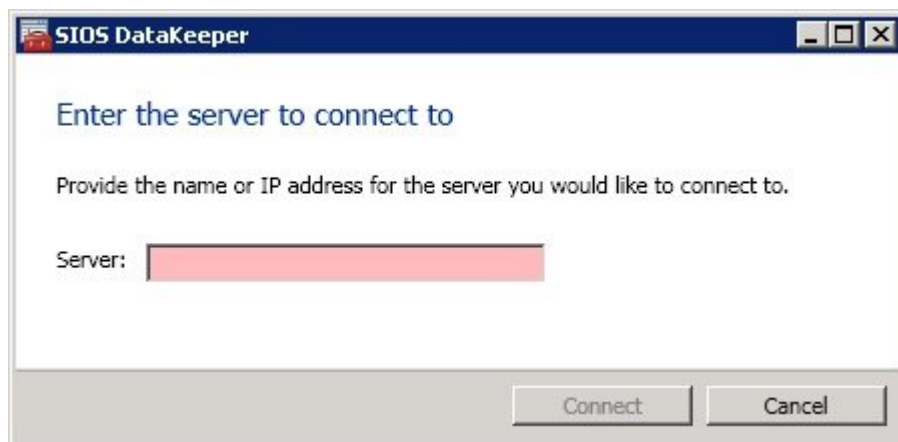 SIOS DataKeeper
Enter the server to connect to
Provide the name or IP address for the server you would like to connect to.
Server:
Connect
Cancel